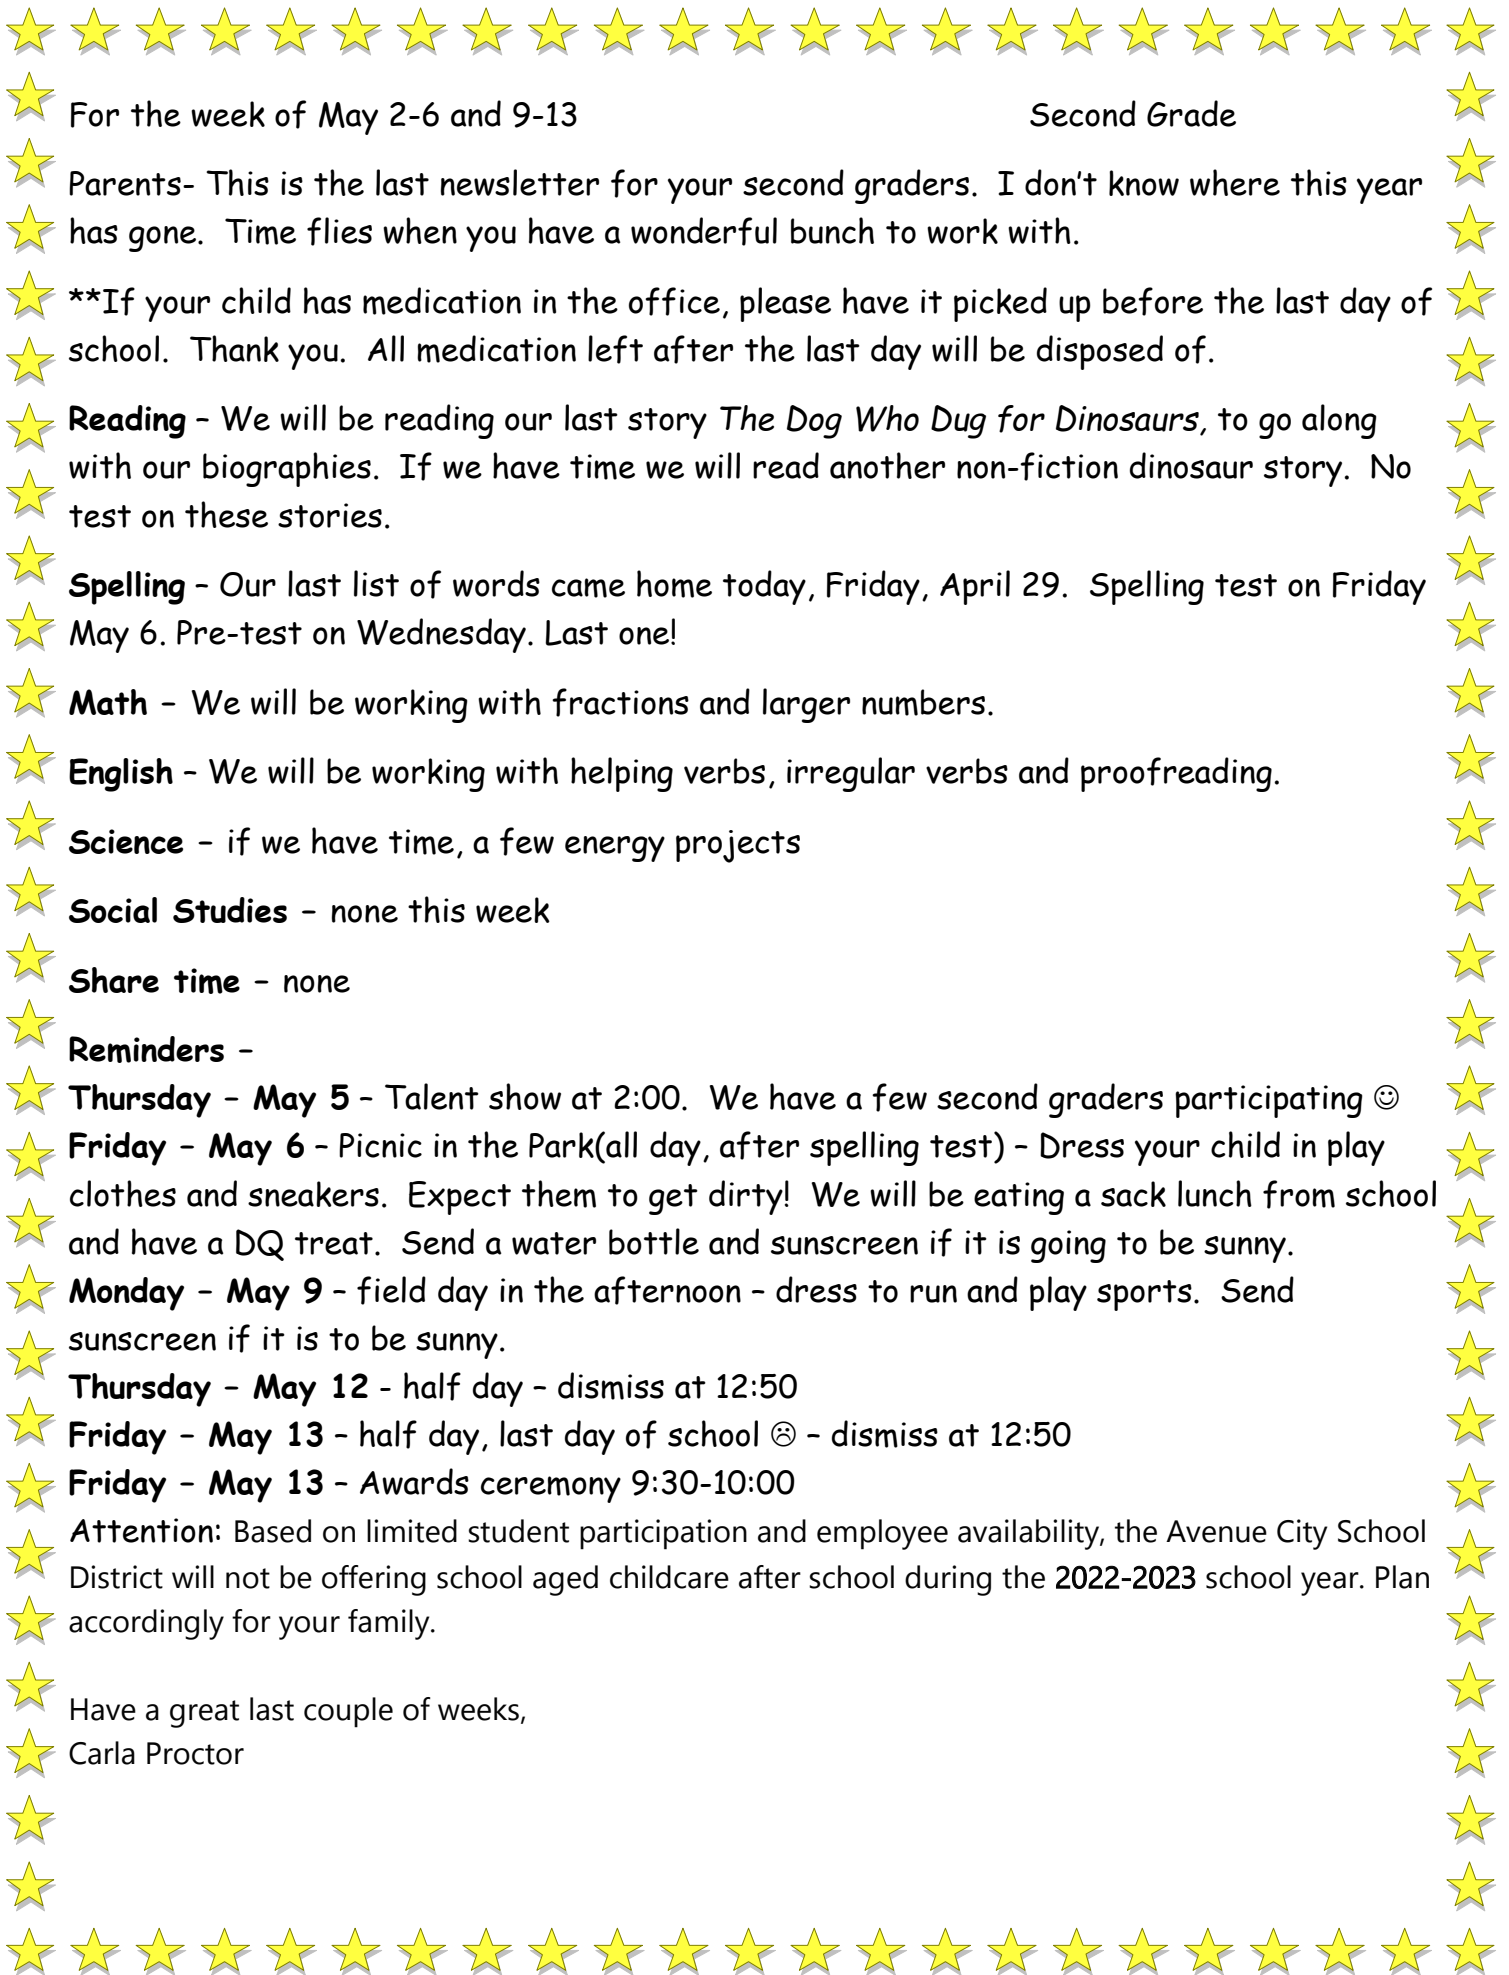 For the week of May 2-6 and 9-13 Second Grade
Parents- This is the last newsletter for your second graders. I don't know where this year
has gone. Time flies when you have a wonderful bunch to work with.
**If your child has medication in the office, please have it picked up before the last day of
school. Thank you. All medication left after the last day will be disposed of.
Reading – We will be reading our last story The Dog Who Dug for Dinosaurs, to go along
with our biographies. If we have time we will read another non-fiction dinosaur story. No
test on these stories.
Spelling – Our last list of words came home today, Friday, April 29. Spelling test on Friday
May 6. Pre-test on Wednesday. Last one!
Math – We will be working with fractions and larger numbers.
English – We will be working with helping verbs, irregular verbs and proofreading.
Science – if we have time, a few energy projects
Social Studies – none this week
Share time – none
Reminders –
Thursday – May 5 – Talent show at 2:00. We have a few second graders participating ☺
Friday – May 6 – Picnic in the Park(all day, after spelling test) – Dress your child in play
clothes and sneakers. Expect them to get dirty! We will be eating a sack lunch from school
and have a DQ treat. Send a water bottle and sunscreen if it is going to be sunny.
Monday – May 9 – field day in the afternoon – dress to run and play sports. Send
sunscreen if it is to be sunny.
Thursday – May 12 - half day – dismiss at 12:50
Friday – May 13 – half day, last day of school ☹ – dismiss at 12:50
Friday – May 13 – Awards ceremony 9:30-10:00
Attention: Based on limited student participation and employee availability, the Avenue City School
District will not be offering school aged childcare after school during the 2022-2023 school year. Plan
accordingly for your family.
Have a great last couple of weeks,
Carla Proctor